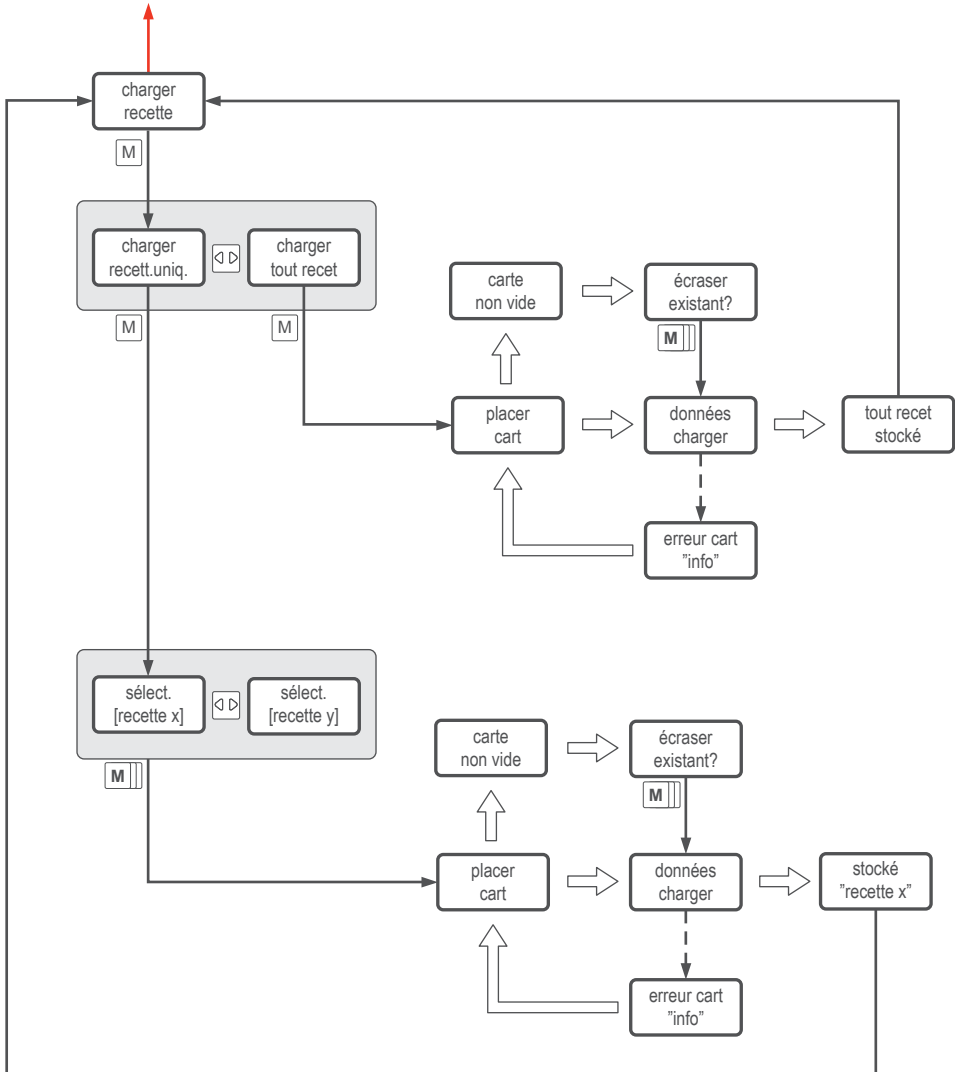 charger
recette
M
charger
recett.uniq.
charger
tout recet
M
M
carte
non vide
écraser
existant?
M
placer
cart
données
charger
tout recet
stocké
erreur cart
”info”
sélect.
[recette x]
sélect.
[recette y]
M
carte
non vide
écraser
existant?
M
placer
cart
données
charger
stocké
”recette x”
erreur cart
”info”